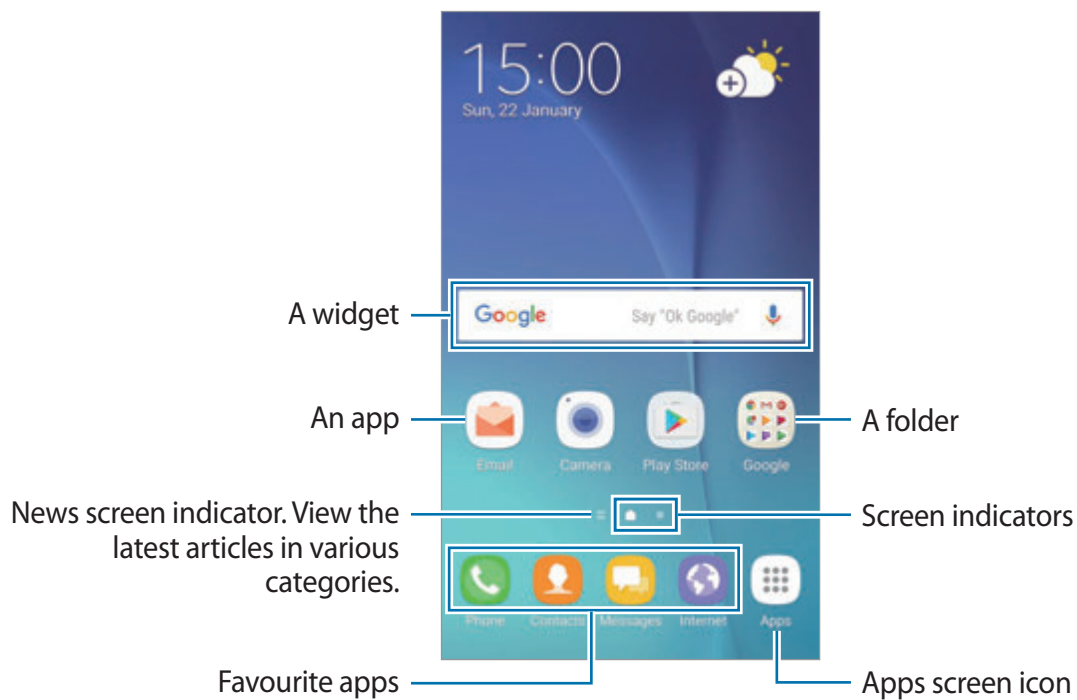 15:00
Sun, 22 January
A widget
Google Say "Ok Google"
An app
A folder
Email Camera Play Store Google
News screen indicator. View the
latest articles in various
categories.
Screen indicators
Phone Contacts Messages Internet Apps
Favourite apps
Apps screen icon